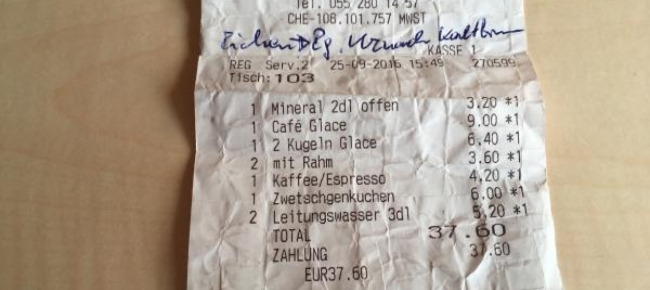 Tel. 055 280 14 57
CHE-108.101.757 MWST
KASSE 1
REG Serv.2 25-09-2016 15:49 270599
Tisch:103
1 Mineral 2dl offen 3.20 *1
1 Café Glace 9.00 *1
1 2 Kugeln Glace 6.40 *1
2 mit Rahm 3.60 *1
1 Kaffee/Espresso 4.20 *1
1 Zwetschgenkuchen 6.00 *1
2 Leitungswasser 3dl 5.20 *1
TOTAL 37.60
ZAHLUNG 37.60
EUR37.60